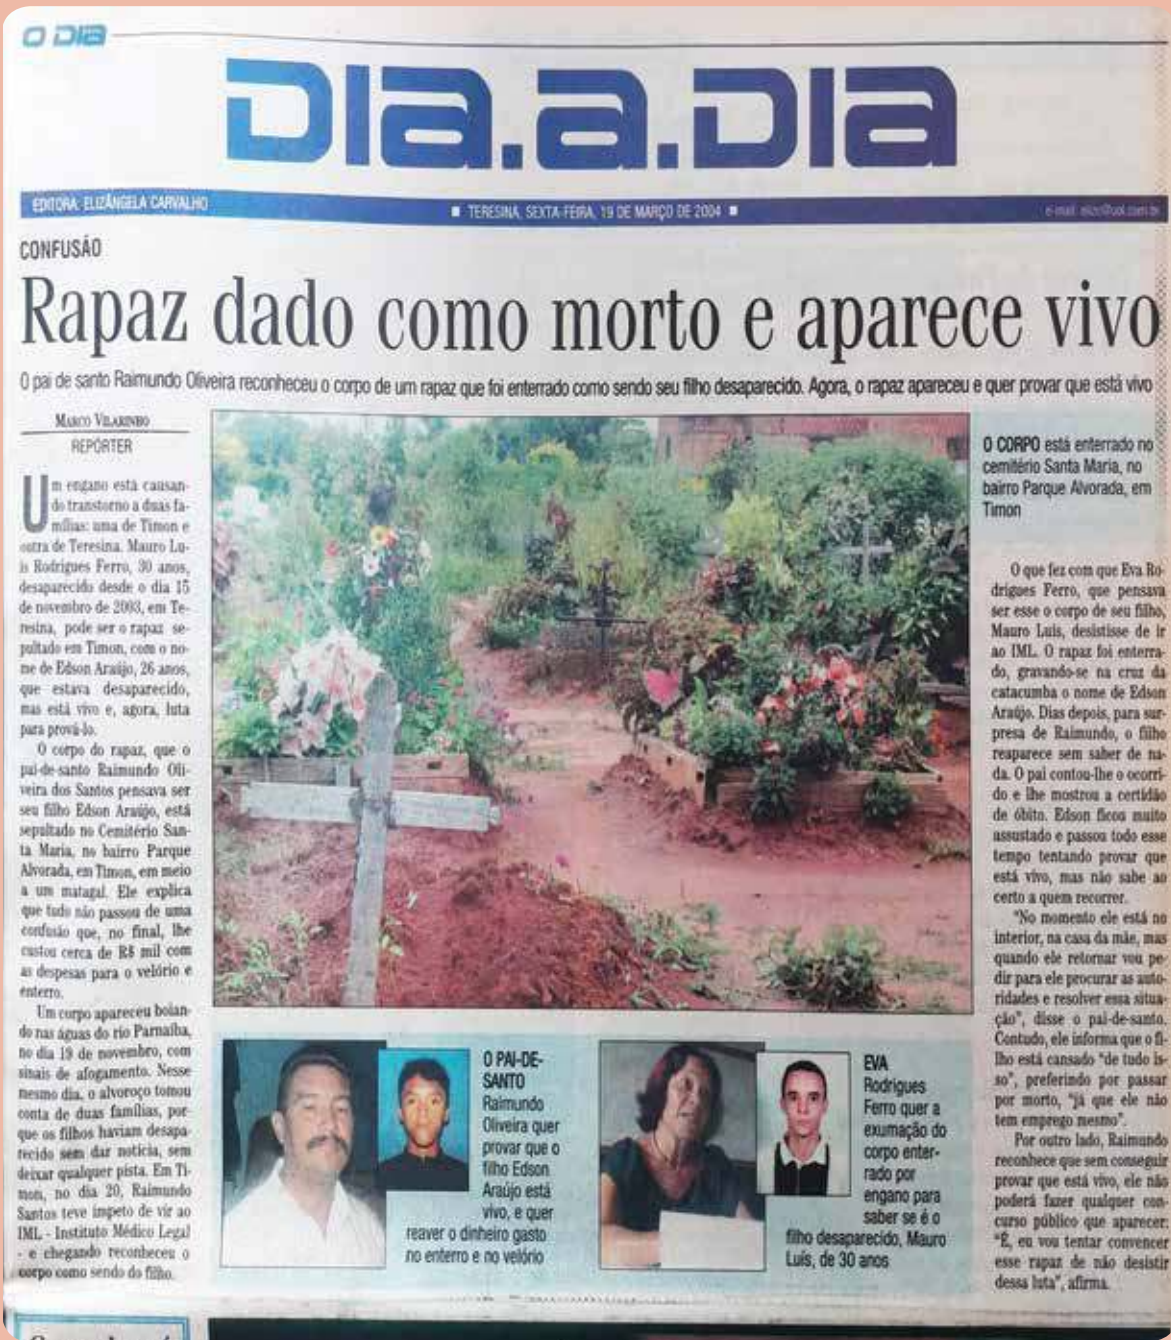 O DIA
DIA.A.DIA
EDITORA: ELIZÂNGELA CARVALHO
TERESINA, SEXTA-FEIRA, 19 DE MARÇO DE 2004
CONFUSÃO
Rapaz dado como morto e aparece vivo
O pai de santo Raimundo Oliveira reconheceu o corpo de um rapaz que foi enterrado como sendo seu filho desaparecido. Agora, o rapaz apareceu e quer provar que está vivo
MARCO VILARINHO
REPÓRTER
Um engano está causan-
do transtorno a duas fa-
mílias: uma de Timon e
outra de Teresina. Mauro Lu-
is Rodrigues Ferro, 30 anos,
desaparecido desde o dia 15
de novembro de 2003, em Te-
resina, pode ser o rapaz se-
pultado em Timon, com o no-
me de Edson Araújo, 26 anos,
que estava desaparecido,
mas está vivo e, agora, luta
para prová-lo.
O corpo do rapaz, que o
pai-de-santo Raimundo Oli-
veira dos Santos pensava ser
seu filho Edson Araújo, está
sepultado no Cemitério San-
ta Maria, no bairro Parque
Alvorada, em Timon, em meio
a um matagal. Ele explica
que tudo não passou de uma
confusão que, no final, lhe
custou cerca de R$ mil com
as despesas para o velório e
enterro.
Um corpo apareceu boian-
do nas águas do rio Parnaíba,
no dia 19 de novembro, com
sinais de afogamento. Nesse
mesmo dia, o alvoroço tomou
conta de duas famílias, por-
que os filhos haviam desapa-
recido sem dar notícia, sem
deixar qualquer pista. Em Ti-
mon, no dia 20, Raimundo
Santos teve ímpeto de vir ao
IML - Instituto Médico Legal
- e chegando reconheceu o
corpo como sendo do filho.
O CORPO está enterrado no
cemitério Santa Maria, no
bairro Parque Alvorada, em
Timon
O que fez com que Eva Ro-
drigues Ferro, que pensava
ser esse o corpo de seu filho,
Mauro Luis, desistisse de ir
ao IML. O rapaz foi enterra-
do, gravando-se na cruz da
catacumba o nome de Edson
Araújo. Dias depois, para sur-
presa de Raimundo, o filho
reaparece sem saber de na-
da. O pai contou-lhe o ocorri-
do e lhe mostrou a certidão
de óbito. Edson ficou muito
assustado e passou todo esse
tempo tentando provar que
está vivo, mas não sabe ao
certo a quem recorrer.
"No momento ele está no
interior, na casa da mãe, mas
quando ele retornar vou pe-
dir para ele procurar as auto-
ridades e resolver essa situa-
ção", disse o pai-de-santo.
Contudo, ele informa que o fi-
lho está cansado "de tudo is-
so", preferindo por passar
por morto, "já que ele não
tem emprego mesmo".
Por outro lado, Raimundo
reconhece que sem conseguir
provar que está vivo, ele não
poderá fazer qualquer con-
curso público que aparecer.
"É, eu vou tentar convencer
esse rapaz de não desistir
dessa luta", afirma.
O PAI-DE-
SANTO
Raimundo
Oliveira quer
provar que o
filho Edson
Araújo está
vivo, e quer
reaver o dinheiro gasto
no enterro e no velório
EVA
Rodrigues
Ferro quer a
exumação do
corpo enter-
rado por
engano para
saber se é o
filho desaparecido, Mauro
Luís, de 30 anos